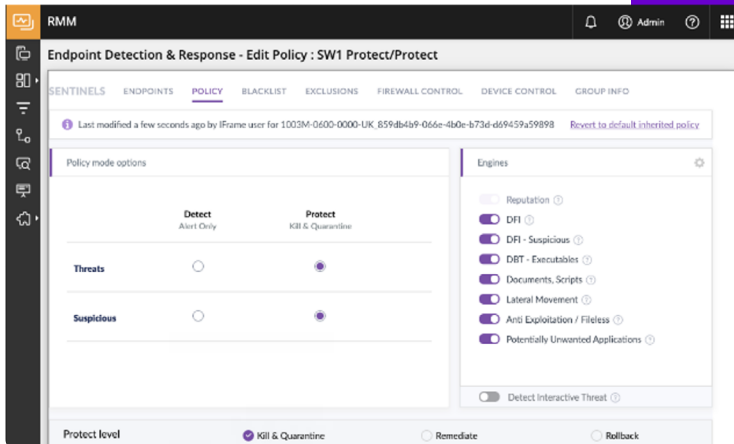 RMM
Admin
Endpoint Detection & Response - Edit Policy : SW1 Protect/Protect
SENTINELS ENDPOINTS POLICY BLACKLIST EXCLUSIONS FIREWALL CONTROL DEVICE CONTROL GROUP INFO
Last modified a few seconds ago by IFrame user for 1003M-0600-0000-UK_859db4b9-066e-4b0e-b73d-d69459a59898 Revert to default inherited policy
Policy mode options
Detect Protect
Alert Only Kill & Quarantine
Threats
Suspicious
Engines
Reputation
DFI
DFI - Suspicious
DBT - Executables
Documents, Scripts
Lateral Movement
Anti Exploitation / Fileless
Potentially Unwanted Applications
Detect Interactive Threat
Protect level Kill & Quarantine Remediate Rollback